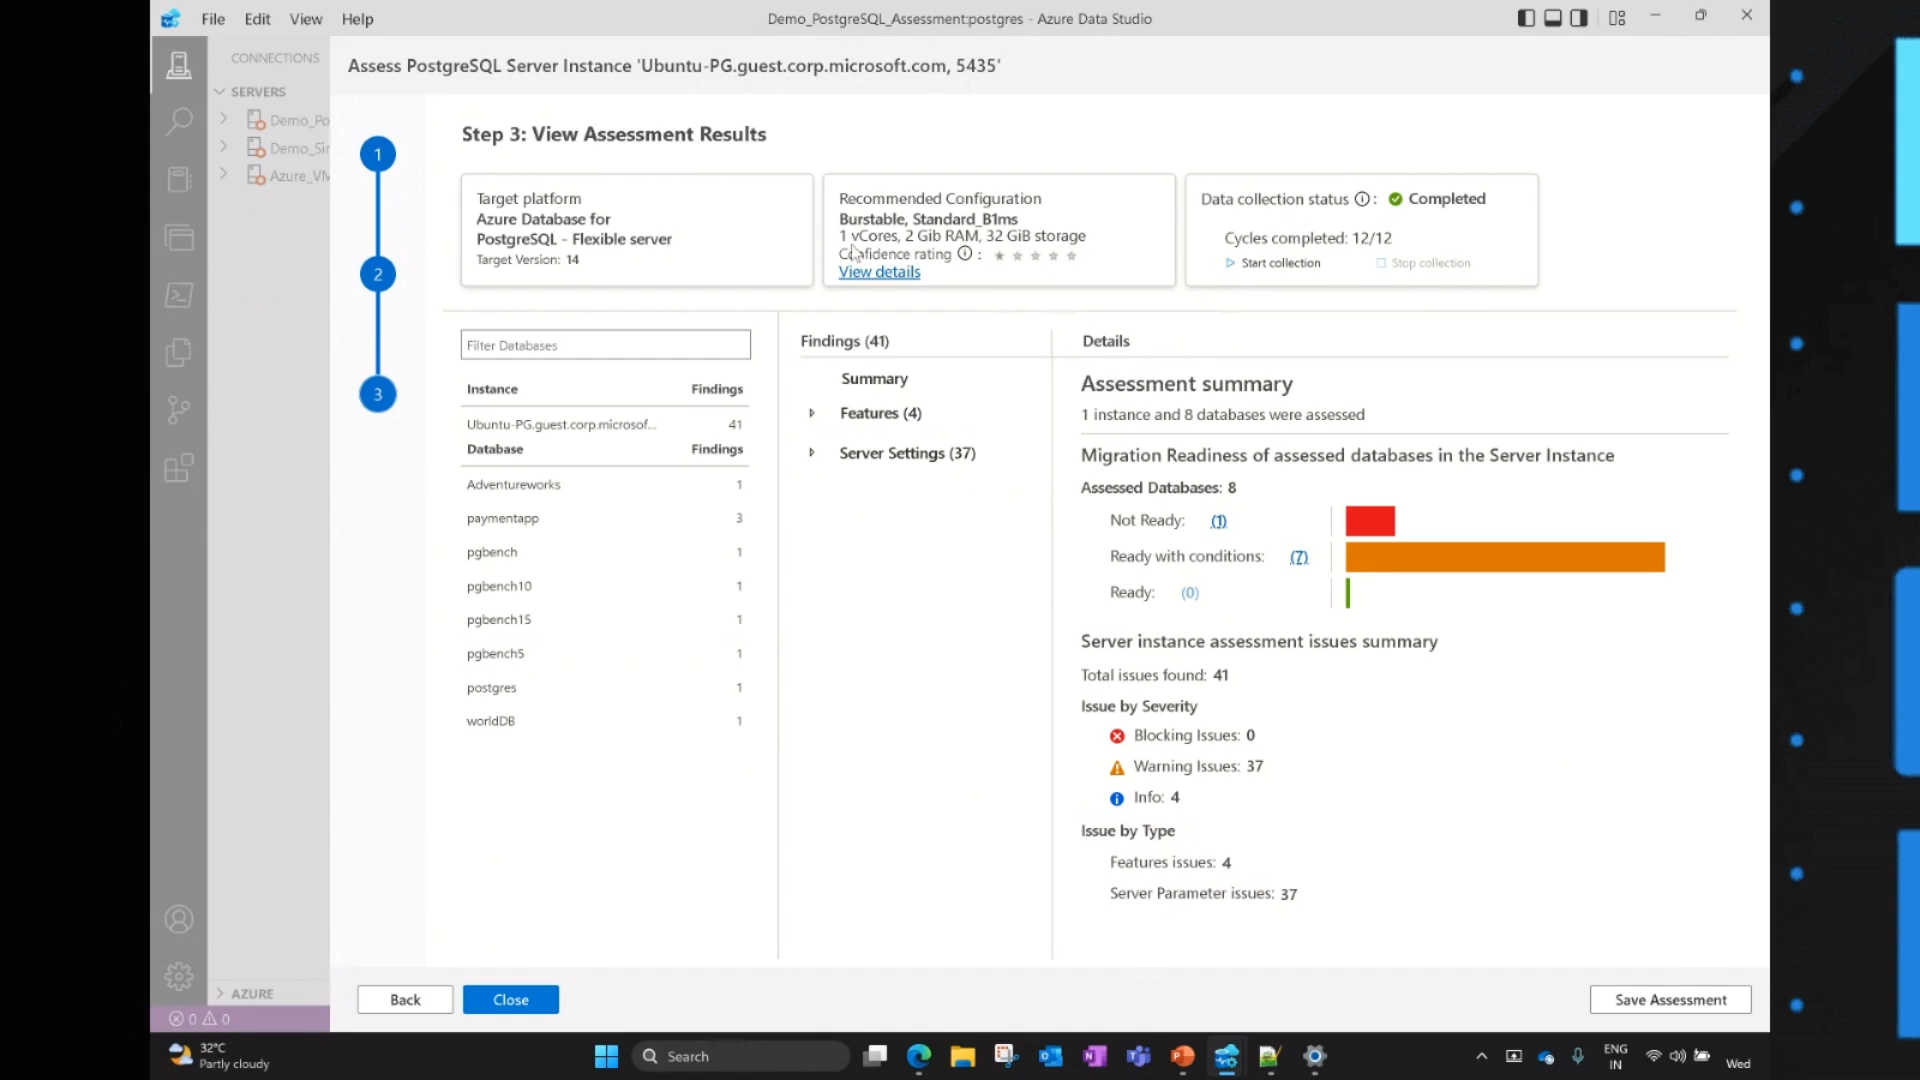 File Edit View Help
Demo_PostgreSQL_Assessment:postgres - Azure Data Studio
CONNECTIONS
SERVERS
Demo_Po
Demo_Sir
Azure_VM
AZURE
0 0
Assess PostgreSQL Server Instance 'Ubuntu-PG.guest.corp.microsoft.com, 5435'
1
2
3
Step 3: View Assessment Results
Target platform
Azure Database for
PostgreSQL - Flexible server
Target Version: 14
Recommended Configuration
Burstable, Standard_B1ms
1 vCores, 2 Gib RAM, 32 GiB storage
Confidence rating :
View details
Data collection status : Completed
Cycles completed: 12/12
Start collection Stop collection
Filter Databases
Instance Findings
Ubuntu-PG.guest.corp.microsof... 41
Database Findings
Adventureworks 1
paymentapp 3
pgbench 1
pgbench10 1
pgbench15 1
pgbench5 1
postgres 1
worldDB 1
Findings (41)
Summary
Features (4)
Server Settings (37)
Details
Assessment summary
1 instance and 8 databases were assessed
Migration Readiness of assessed databases in the Server Instance
Assessed Databases: 8
Not Ready: (1)
Ready with conditions: (7)
Ready: (0)
Server instance assessment issues summary
Total issues found: 41
Issue by Severity
Blocking Issues: 0
Warning Issues: 37
Info: 4
Issue by Type
Features issues: 4
Server Parameter issues: 37
Back Close Save Assessment
32°C
Partly cloudy
Search
ENG
IN
Wed